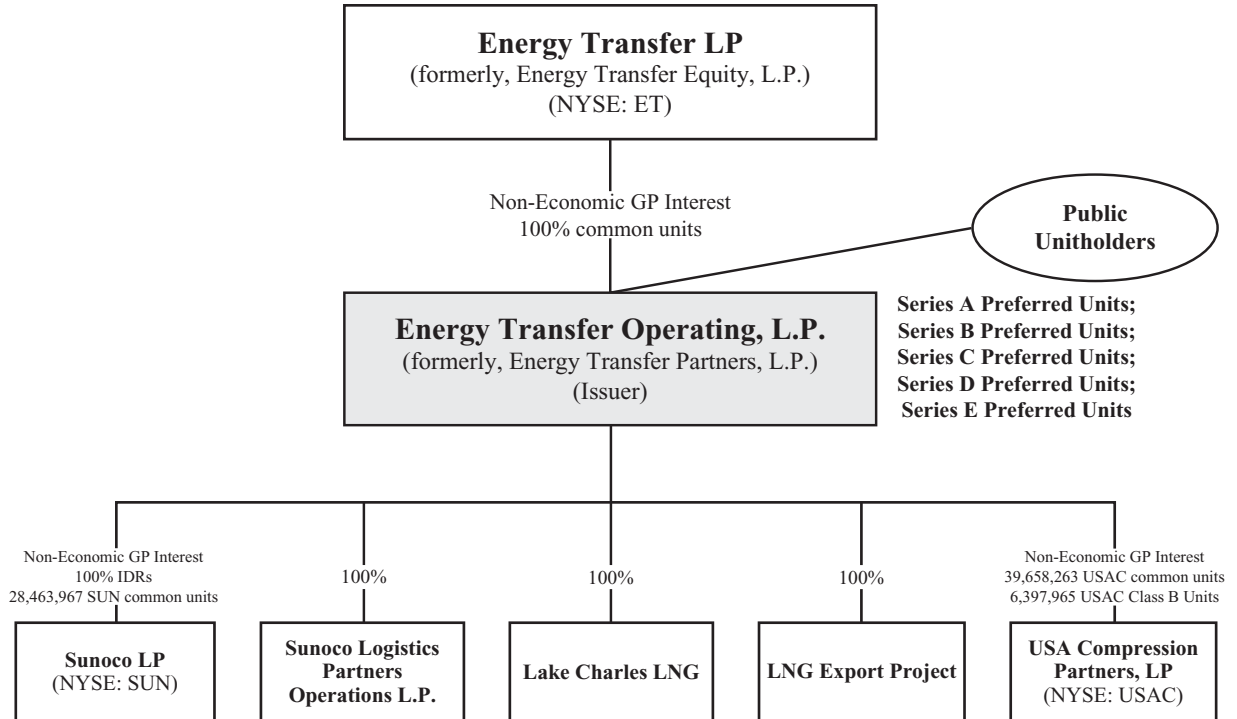 Energy Transfer LP
(formerly, Energy Transfer Equity, L.P.)
(NYSE: ET)
Non-Economic GP Interest
100% common units
Public
Unitholders
Energy Transfer Operating, L.P.
(formerly, Energy Transfer Partners, L.P.)
(Issuer)
Series A Preferred Units;
Series B Preferred Units;
Series C Preferred Units;
Series D Preferred Units;
Series E Preferred Units
Non-Economic GP Interest
100% IDRs
28,463,967 SUN common units
100%
100%
100%
Non-Economic GP Interest
39,658,263 USAC common units
6,397,965 USAC Class B Units
Sunoco LP
(NYSE: SUN)
Sunoco Logistics
Partners
Operations L.P.
Lake Charles LNG
LNG Export Project
USA Compression
Partners, LP
(NYSE: USAC)